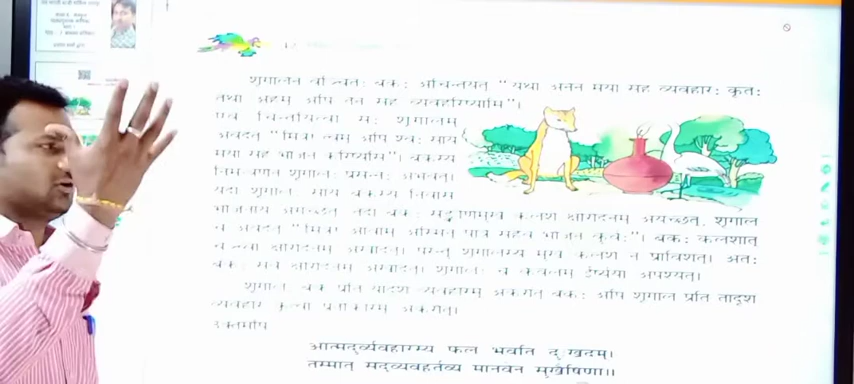 शृगालेन वञ्चितः बकः अचिन्तयत् "यथा अनेन मया सह व्यवहारः कृतः
तथा अहम् अपि तेन सह व्यवहरिष्यामि"।
एवं चिन्तयित्वा सः शृगालम्
अवदत् "मित्र! त्वम् अपि श्वः सायं
मया सह भोजनं करिष्यसि"। बकस्य
निमन्त्रणेन शृगालः प्रसन्नः अभवत्।
यदा शृगालः सायं बकस्य निवासं
भोजनाय अगच्छत् तदा बकः सङ्कीर्णमुखे कलशे क्षीरोदनम् अयच्छत्, शृगालं
च अवदत् "मित्र! आवाम् अस्मिन् पात्रे सहैव भोजनं कुर्वः"। बकः कलशात्
चञ्च्वा क्षीरोदनम् अखादत्। परन्तु शृगालस्य मुखं कलशे न प्राविशत्। अतः
बकः सर्वं क्षीरोदनम् अखादत्। शृगालः च केवलम् ईर्ष्यया अपश्यत्।
शृगालः बकं प्रति यादृशं व्यवहारम् अकरोत् बकः अपि शृगालं प्रति तादृशं
व्यवहारं कृत्वा प्रतीकारम् अकरोत्।
उक्तमपि
आत्मदुर्व्यवहारस्य फलं भवति दुःखदम्।
तस्मात् सद्व्यवहर्तव्यं मानवेन सुखैषिणा॥